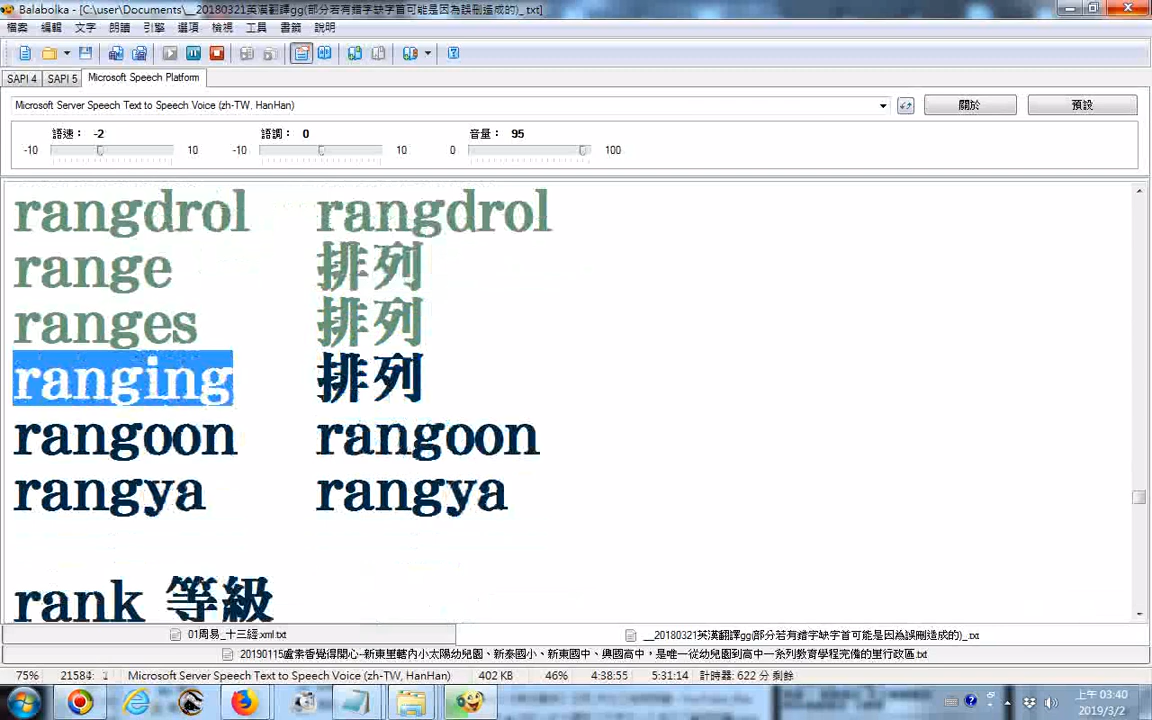 Balabolka - [C:\user\Documents\__20180321英漢翻譯gg(部分若有錯字缺字首可能是因為誤刪造成的)_.txt]
檔案 編輯 文字 朗讀 引擎 選項 檢視 工具 書籤 說明
SAPI 4 SAPI 5 Microsoft Speech Platform
Microsoft Server Speech Text to Speech Voice (zh-TW, HanHan) 關於 預設
語速： -2 語調： 0 音量： 95
-10 10 -10 10 0 100
rangdrol rangdrol
range 排列
ranges 排列
ranging 排列
rangoon rangoon
rangya rangya
rank 等級
01周易_十三經.xml.txt __20180321英漢翻譯gg(部分若有錯字缺字首可能是因為誤刪造成的)_.txt
20190115盧素香覺得開心--新東里轄內小太陽幼兒園、新泰國小、新東國中、興國高中，是唯一從幼兒園到高中一系列教育學程完備的里行政區.txt
75% 21584: 1 Microsoft Server Speech Text to Speech Voice (zh-TW, HanHan) 402 KB 46% 4:38:55 5:31:14 計時器: 622 分 剩餘
上午 03:40
2019/3/2